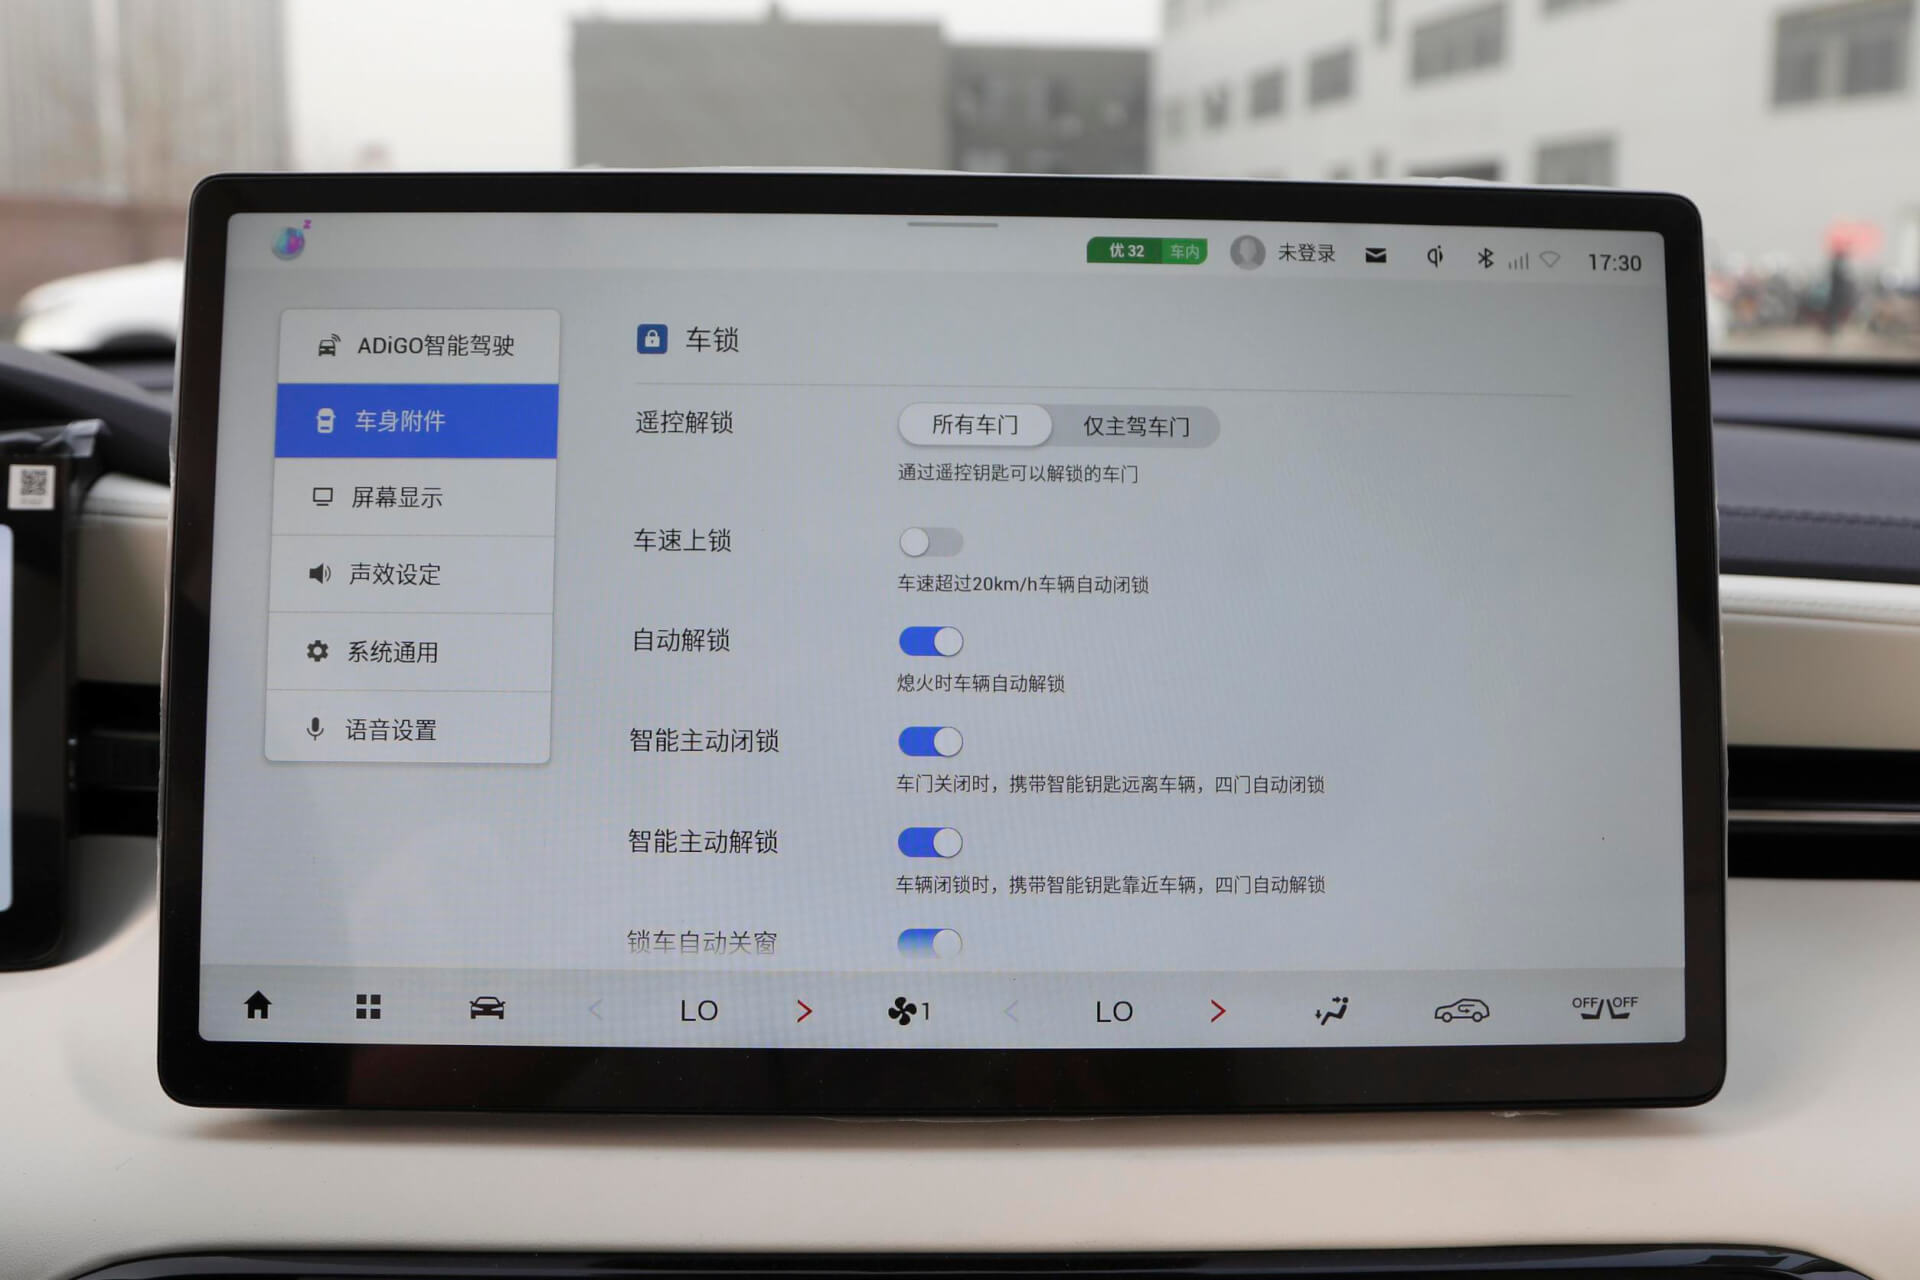 优 32 车内 未登录 17:30
ADiGO智能驾驶
车身附件
屏幕显示
声效设定
系统通用
语音设置
车锁
遥控解锁 所有车门 仅主驾车门
通过遥控钥匙可以解锁的车门
车速上锁
车速超过20km/h车辆自动闭锁
自动解锁
熄火时车辆自动解锁
智能主动闭锁
车门关闭时，携带智能钥匙远离车辆，四门自动闭锁
智能主动解锁
车辆闭锁时，携带智能钥匙靠近车辆，四门自动解锁
锁车自动关窗
LO 1 LO OFF OFF